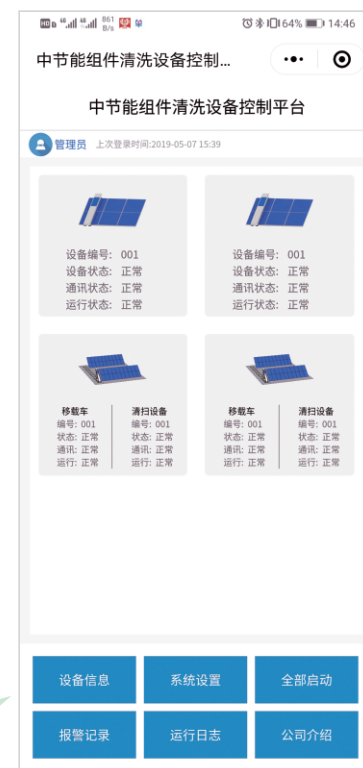 HD 46 46 861 B/s 64% 14:46
中节能组件清洗设备控制...
中节能组件清洗设备控制平台
管理员 上次登录时间:2019-05-07 15:39
设备编号: 001 设备编号: 001
设备状态: 正常 设备状态: 正常
通讯状态: 正常 通讯状态: 正常
运行状态: 正常 运行状态: 正常
移载车 清扫设备 移载车 清扫设备
编号: 001 编号: 001 编号: 001 编号: 001
状态: 正常 状态: 正常 状态: 正常 状态: 正常
通讯: 正常 通讯: 正常 通讯: 正常 通讯: 正常
运行: 正常 运行: 正常 运行: 正常 运行: 正常
设备信息 系统设置 全部启动
报警记录 运行日志 公司介绍